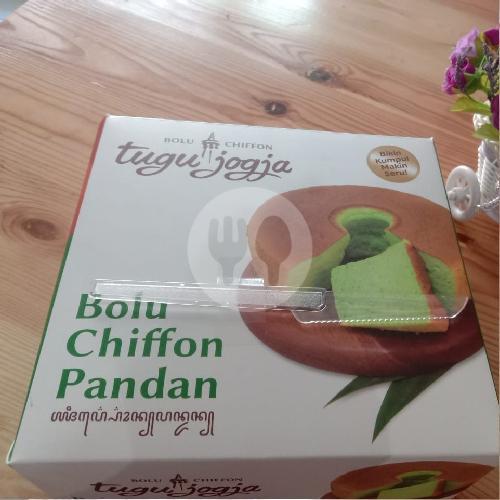 BOLU CHIFFON
tugu jogja
Bikin
Kumpul
Makin
Seru!
Bolu
Chiffon
Pandan
BOLU CHIFFON
tugu jogja